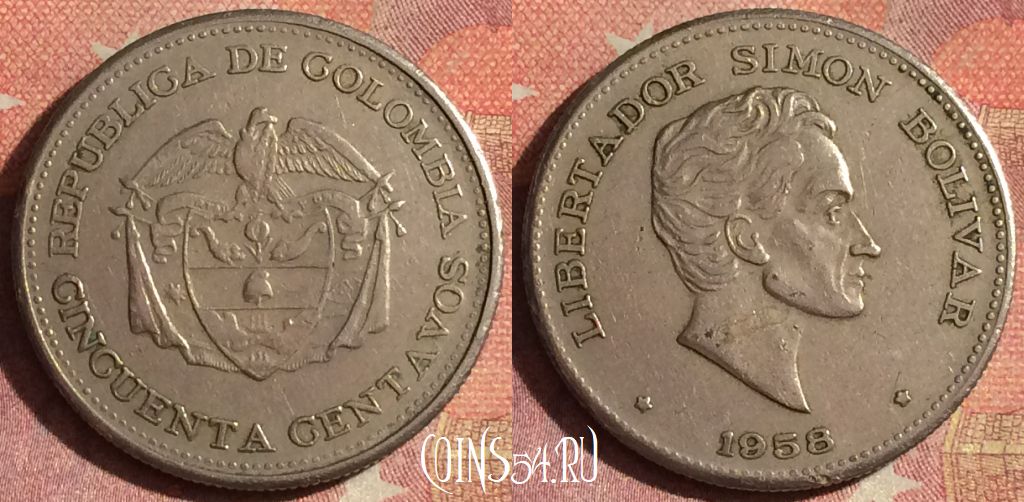 REPUBLICA DE COLOMBIA
CINCUENTA CENTAVOS
LIBERTADOR SIMON BOLIVAR
1958
COINS54.RU